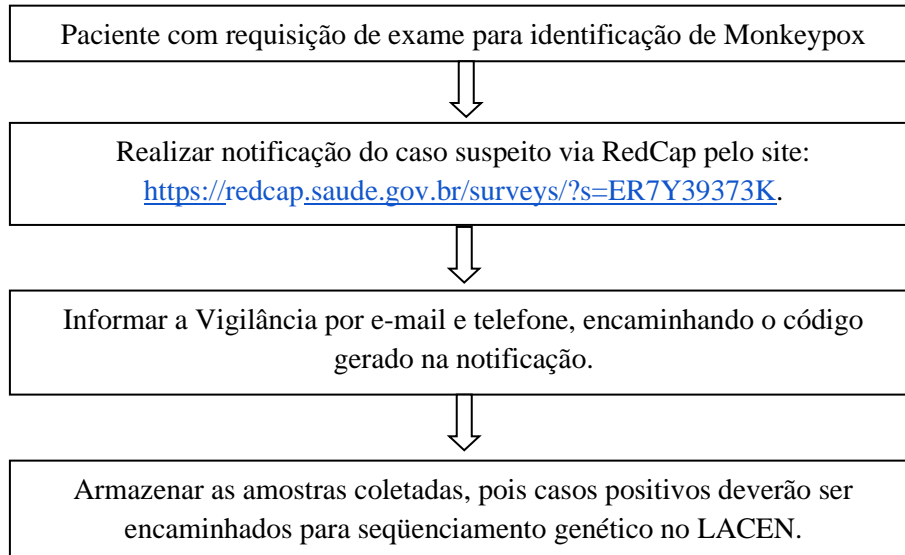 Paciente com requisição de exame para identificação de Monkeypox
Realizar notificação do caso suspeito via RedCap pelo site:
https://redcap.saude.gov.br/surveys/?s=ER7Y39373K.
Informar a Vigilância por e-mail e telefone, encaminhando o código
gerado na notificação.
Armazenar as amostras coletadas, pois casos positivos deverão ser
encaminhados para seqüenciamento genético no LACEN.